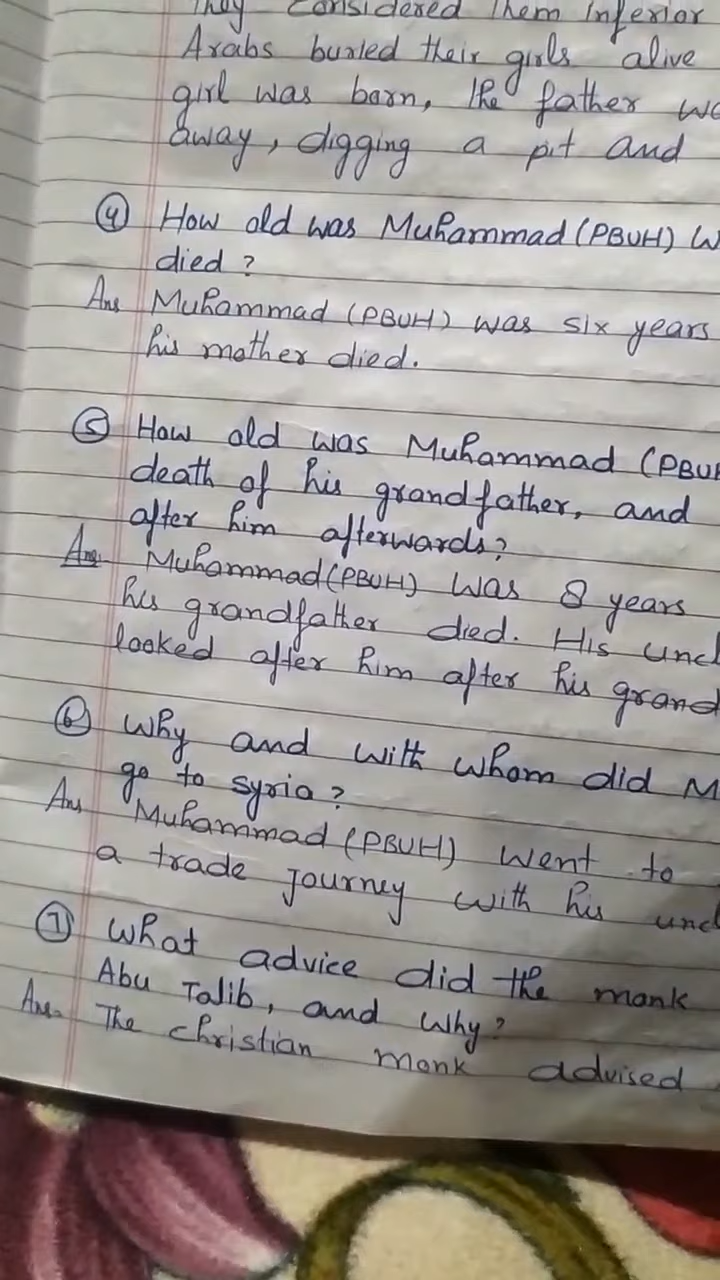 They considered them inferior
Arabs buried their girls alive
girl was barn, the father
away, digging a pit and
④ How old was Muhammad (PBUH)
died?
Ans Muhammad (PBUH) was six years
his mother died.
⑤ How old was Muhammad (PBUH
death of his grandfather, and
after him afterwards?
Ans. Muhammad (PBUH) was 8 years
his grandfather died. His uncl
looked after him after his grand
⑥ Why and with whom did M
go to syria?
Ans Muhammad (PBUH) went to
a trade journey with his uncl
⑦ What advice did the monk
Abu Talib, and why?
Ans. The christian monk advised